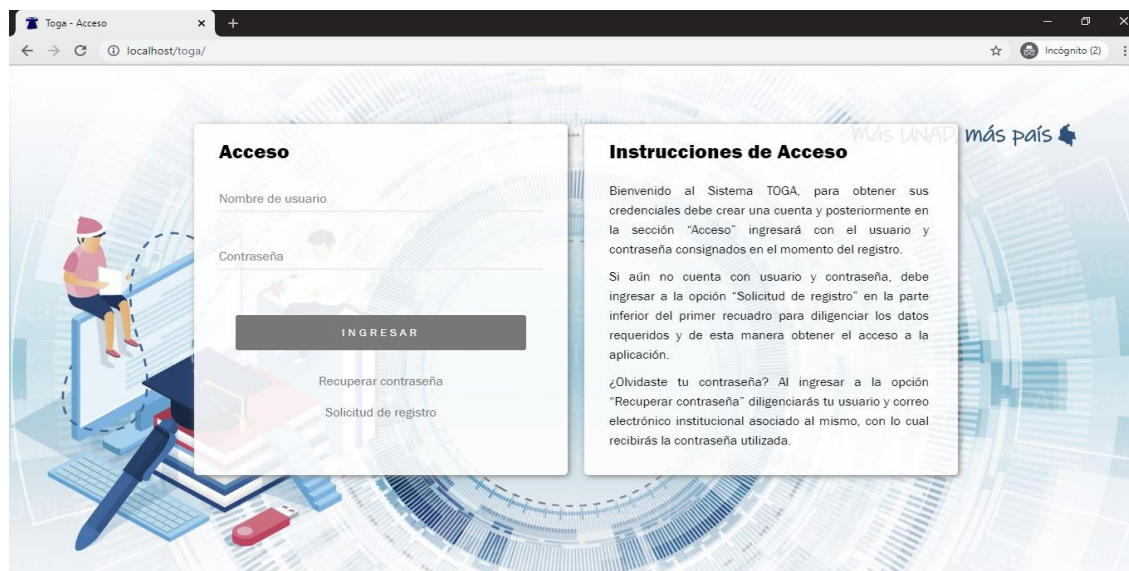 Toga - Acceso
localhost/toga/
Incógnito (2)
Más UNAD, más país
Acceso
Nombre de usuario
Contraseña
INGRESAR
Recuperar contraseña
Solicitud de registro
Instrucciones de Acceso
Bienvenido al Sistema TOGA, para obtener sus
credenciales debe crear una cuenta y posteriormente en
la sección “Acceso” ingresará con el usuario y
contraseña consignados en el momento del registro.
Si aún no cuenta con usuario y contraseña, debe
ingresar a la opción “Solicitud de registro” en la parte
inferior del primer recuadro para diligenciar los datos
requeridos y de esta manera obtener el acceso a la
aplicación.
¿Olvidaste tu contraseña? Al ingresar a la opción
“Recuperar contraseña” diligenciarás tu usuario y correo
electrónico institucional asociado al mismo, con lo cual
recibirás la contraseña utilizada.